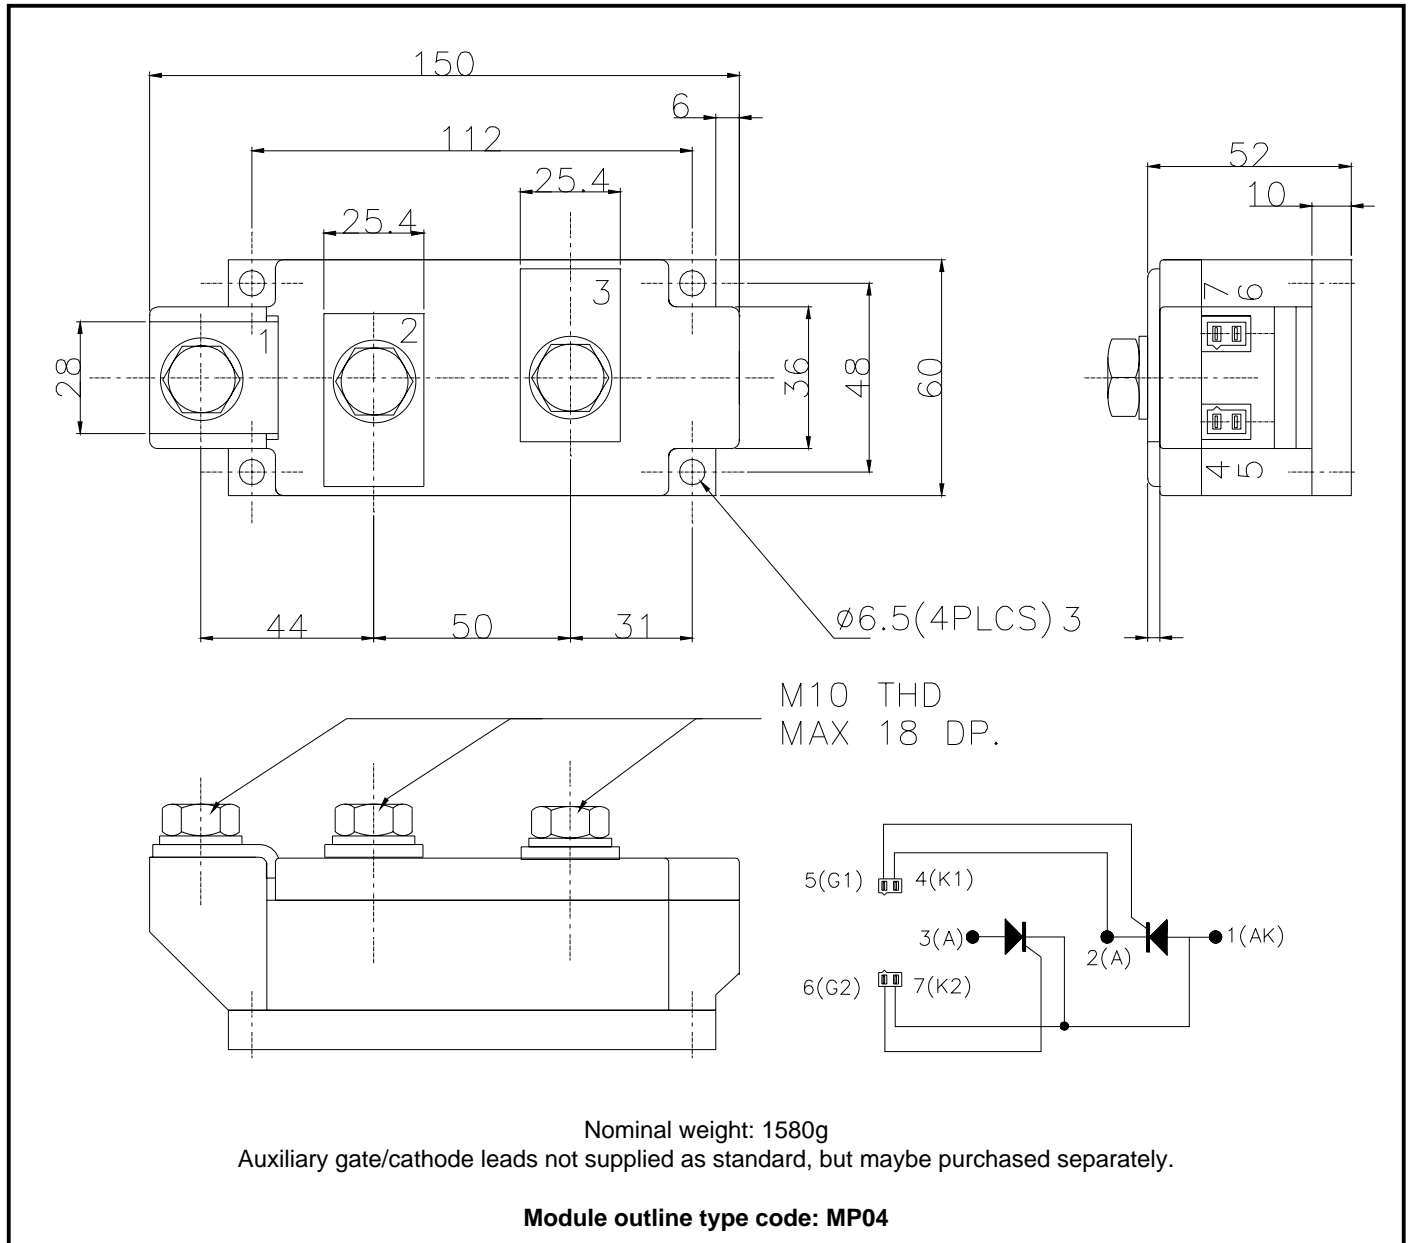 150
6
112
25.4
25.4
52
10
3
2
1
28
36
48
60
7
6
4
5
44
50
31
ø6.5(4PLCS)
3
M10 THD
MAX 18 DP.
5(G1)
4(K1)
3(A)
2(A)
1(AK)
6(G2)
7(K2)
Nominal weight: 1580g
Auxiliary gate/cathode leads not supplied as standard, but maybe purchased separately.
Module outline type code: MP04